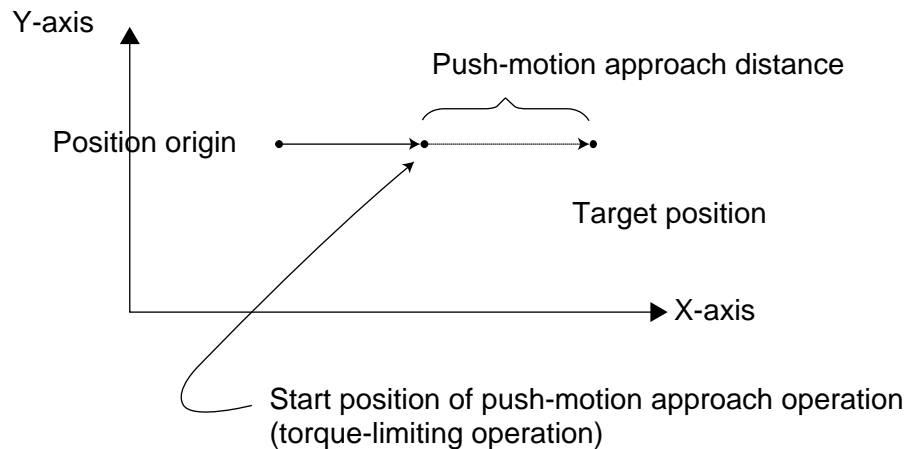 Y-axis
Push-motion approach distance
Position origin
Target position
X-axis
Start position of push-motion approach operation
(torque-limiting operation)